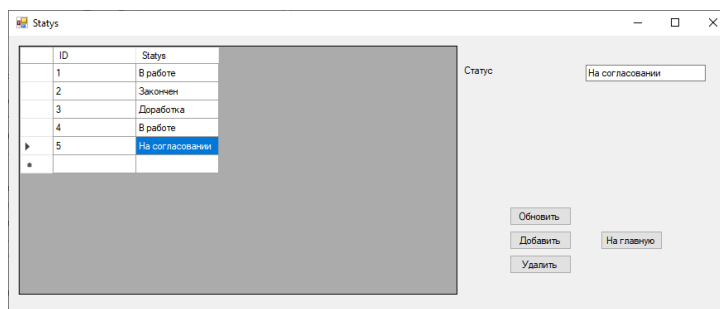 Statys
ID Statys
1 В работе
2 Закончен
3 Доработка
4 В работе
5 На согласовании
Статус На согласовании
Обновить
Добавить На главную
Удалить